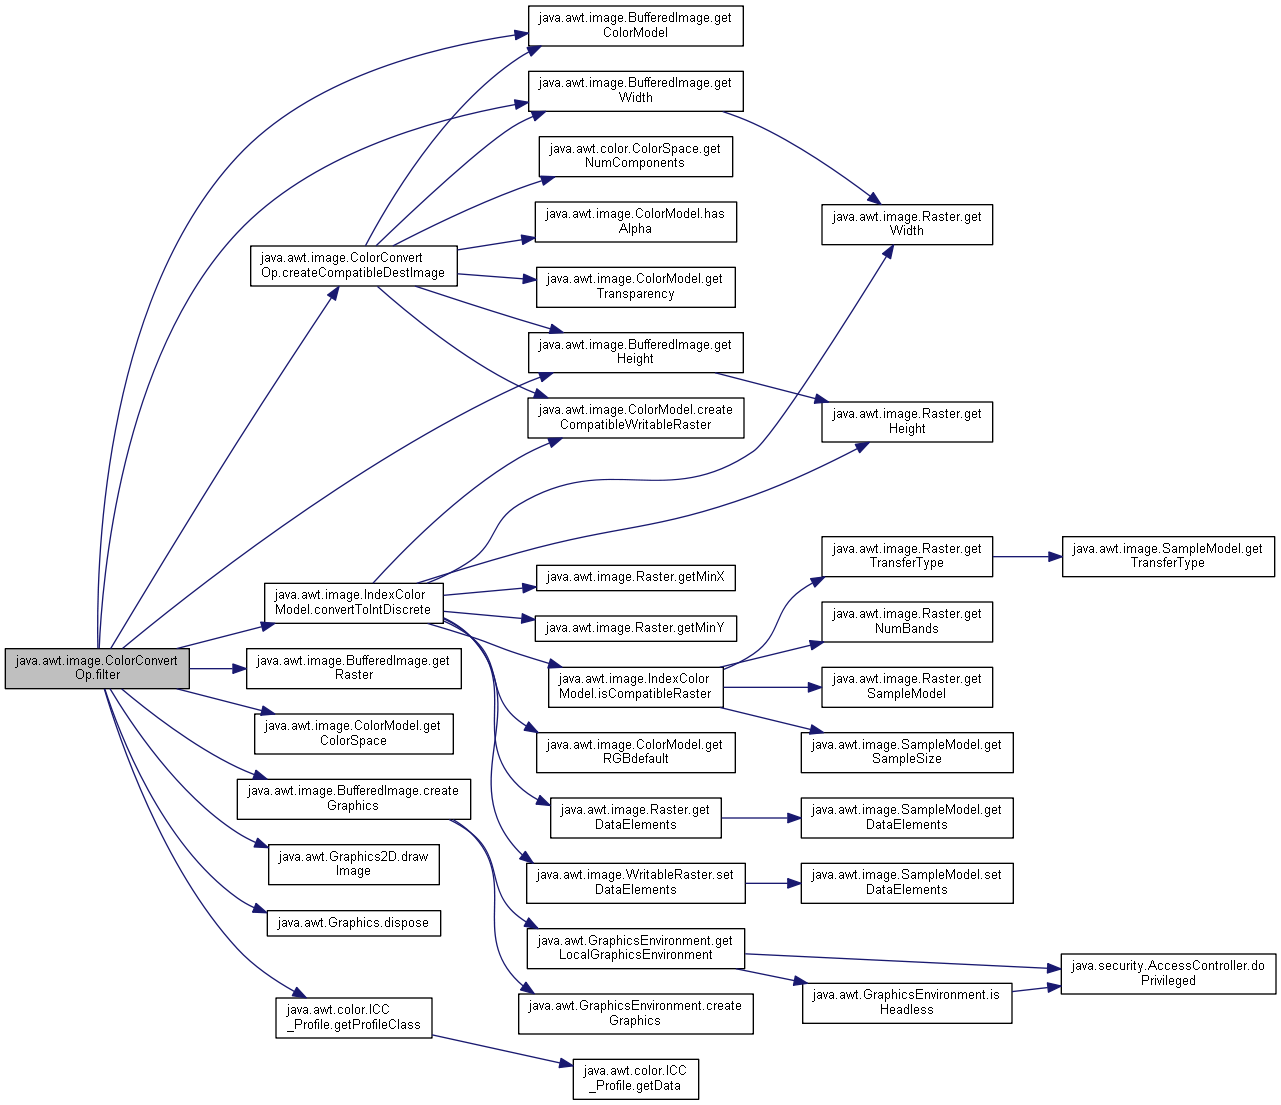 java.awt.image.BufferedImage.get
ColorModel
java.awt.image.BufferedImage.get
Width
java.awt.color.ColorSpace.get
NumComponents
java.awt.image.ColorModel.has
Alpha
java.awt.image.Raster.get
Width
java.awt.image.ColorConvert
Op.createCompatibleDestImage
java.awt.image.ColorModel.get
Transparency
java.awt.image.BufferedImage.get
Height
java.awt.image.ColorModel.create
CompatibleWritableRaster
java.awt.image.Raster.get
Height
java.awt.image.Raster.get
TransferType
java.awt.image.SampleModel.get
TransferType
java.awt.image.IndexColor
Model.convertToIntDiscrete
java.awt.image.Raster.getMinX
java.awt.image.Raster.getMinY
java.awt.image.Raster.get
NumBands
java.awt.image.ColorConvert
Op.filter
java.awt.image.BufferedImage.get
Raster
java.awt.image.IndexColor
Model.isCompatibleRaster
java.awt.image.Raster.get
SampleModel
java.awt.image.ColorModel.get
ColorSpace
java.awt.image.ColorModel.get
RGBdefault
java.awt.image.SampleModel.get
SampleSize
java.awt.image.BufferedImage.create
Graphics
java.awt.image.Raster.get
DataElements
java.awt.image.SampleModel.get
DataElements
java.awt.Graphics2D.draw
Image
java.awt.image.WritableRaster.set
DataElements
java.awt.image.SampleModel.set
DataElements
java.awt.Graphics.dispose
java.awt.GraphicsEnvironment.get
LocalGraphicsEnvironment
java.security.AccessController.do
Privileged
java.awt.GraphicsEnvironment.is
Headless
java.awt.color.ICC
_Profile.getProfileClass
java.awt.GraphicsEnvironment.create
Graphics
java.awt.color.ICC
_Profile.getData